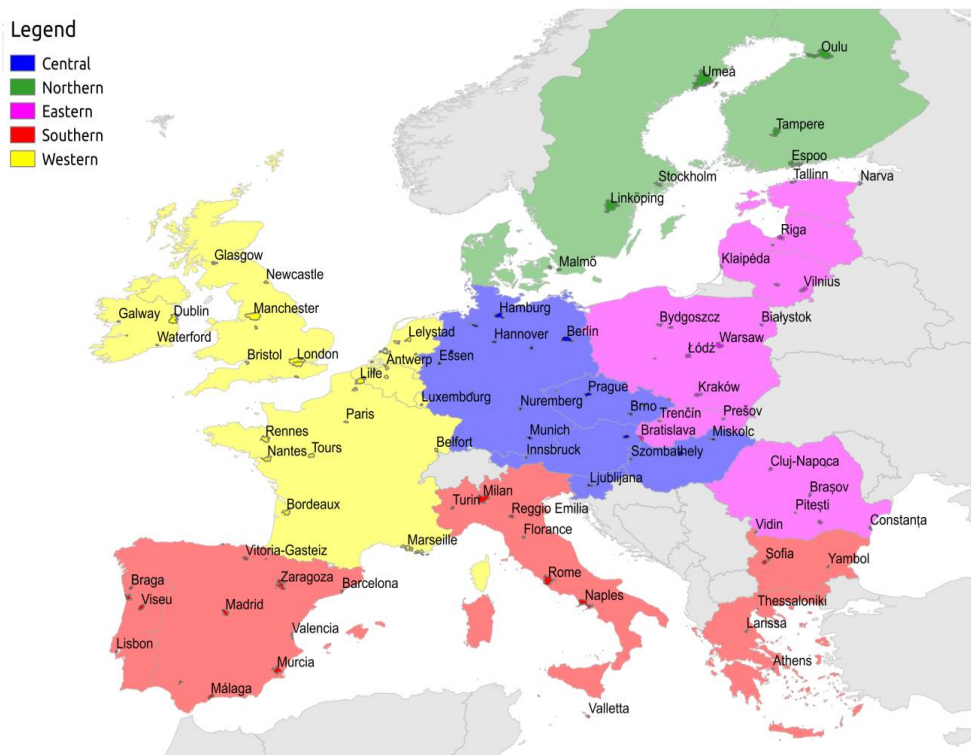 Legend
Central
Northern
Eastern
Southern
Western
Oulu
Umeå
Tampere
Espoo
Tallinn
Narva
Stockholm
Linköping
Riga
Malmö
Klaipėda
Vilnius
Glasgow
Newcastle
Galway
Dublin
Manchester
Waterford
Bristol
London
Lelystad
Antwerp
Lille
Hamburg
Hannover
Berlin
Essen
Bydgoszcz
Białystok
Łódź
Warsaw
Luxembourg
Nuremberg
Prague
Brno
Kraków
Trenčín
Prešov
Paris
Rennes
Nantes
Tours
Belfort
Munich
Innsbruck
Bratislava
Miskolc
Szombathely
Ljublijana
Cluj-Napoca
Brașov
Pitești
Constanța
Vidin
Bordeaux
Turin
Milan
Reggio Emilia
Florance
Marseille
Vitoria-Gasteiz
Zaragoza
Barcelona
Braga
Viseu
Madrid
Rome
Naples
Sofia
Yambol
Thessaloniki
Larissa
Lisbon
Valencia
Murcia
Málaga
Athens
Valletta